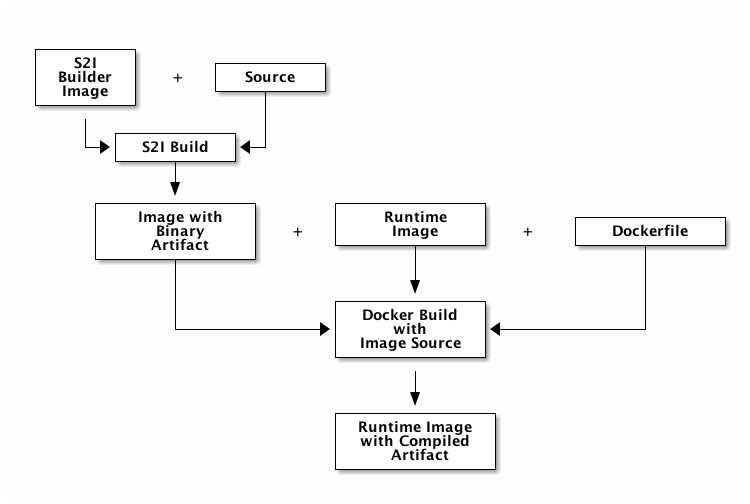 S2I
Builder
Image
+
Source
S2I Build
Image with
Binary
Artifact
+
Runtime
Image
+
Dockerfile
Docker Build
with
Image Source
Runtime Image
with Compiled
Artifact